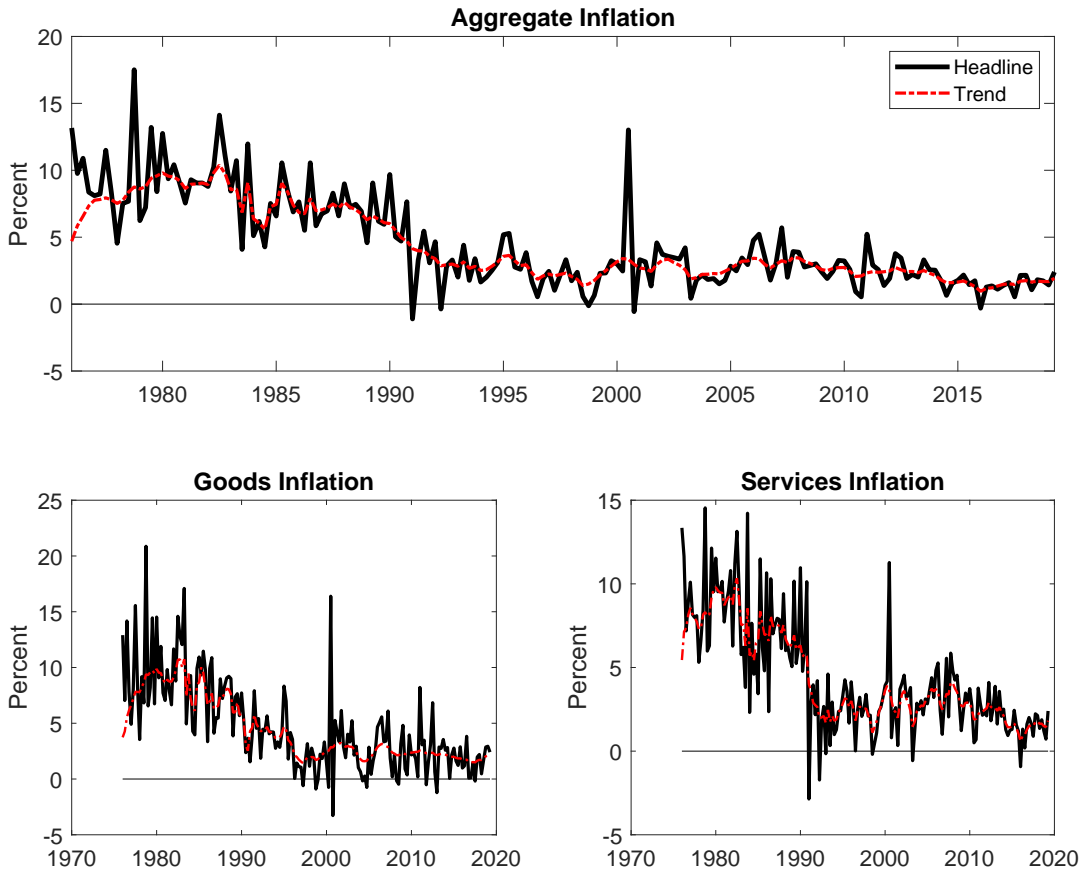 Aggregate Inflation
20
15
10
5
0
-5
Percent
Headline
Trend
1980 1985 1990 1995 2000 2005 2010 2015
Goods Inflation
25
20
15
10
5
0
-5
Percent
1970 1980 1990 2000 2010 2020
Services Inflation
15
10
5
0
-5
Percent
1970 1980 1990 2000 2010 2020